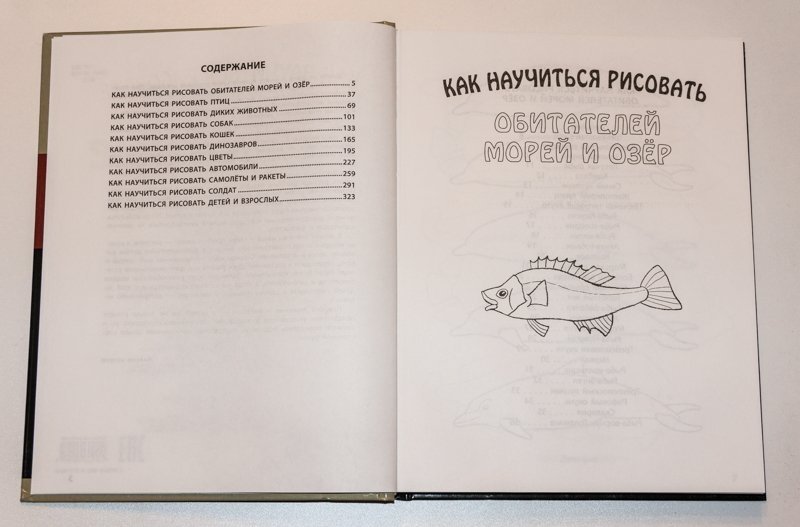 СОДЕРЖАНИЕ
КАК НАУЧИТЬСЯ РИСОВАТЬ ОБИТАТЕЛЕЙ МОРЕЙ И ОЗЁР 5
КАК НАУЧИТЬСЯ РИСОВАТЬ ПТИЦ 37
КАК НАУЧИТЬСЯ РИСОВАТЬ ДИКИХ ЖИВОТНЫХ 69
КАК НАУЧИТЬСЯ РИСОВАТЬ СОБАК 101
КАК НАУЧИТЬСЯ РИСОВАТЬ КОШЕК 133
КАК НАУЧИТЬСЯ РИСОВАТЬ ДИНОЗАВРОВ 165
КАК НАУЧИТЬСЯ РИСОВАТЬ ЦВЕТЫ 195
КАК НАУЧИТЬСЯ РИСОВАТЬ АВТОМОБИЛИ 227
КАК НАУЧИТЬСЯ РИСОВАТЬ САМОЛЁТЫ И РАКЕТЫ 259
КАК НАУЧИТЬСЯ РИСОВАТЬ СОЛДАТ 291
КАК НАУЧИТЬСЯ РИСОВАТЬ ДЕТЕЙ И ВЗРОСЛЫХ 323
КАК НАУЧИТЬСЯ РИСОВАТЬ
ОБИТАТЕЛЕЙ
МОРЕЙ И ОЗЁР